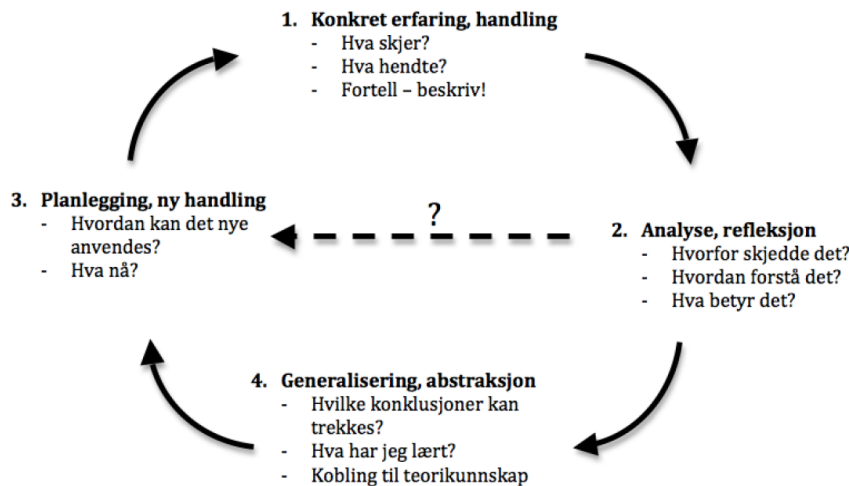 1. Konkret erfaring, handling
- Hva skjer?
- Hva hendte?
- Fortell – beskriv!
3. Planlegging, ny handling
- Hvordan kan det nye
anvendes?
- Hva nå?
?
2. Analyse, refleksjon
- Hvorfor skjedde det?
- Hvordan forstå det?
- Hva betyr det?
4. Generalisering, abstraksjon
- Hvilke konklusjoner kan
trekkes?
- Hva har jeg lært?
- Kobling til teorikunnskap